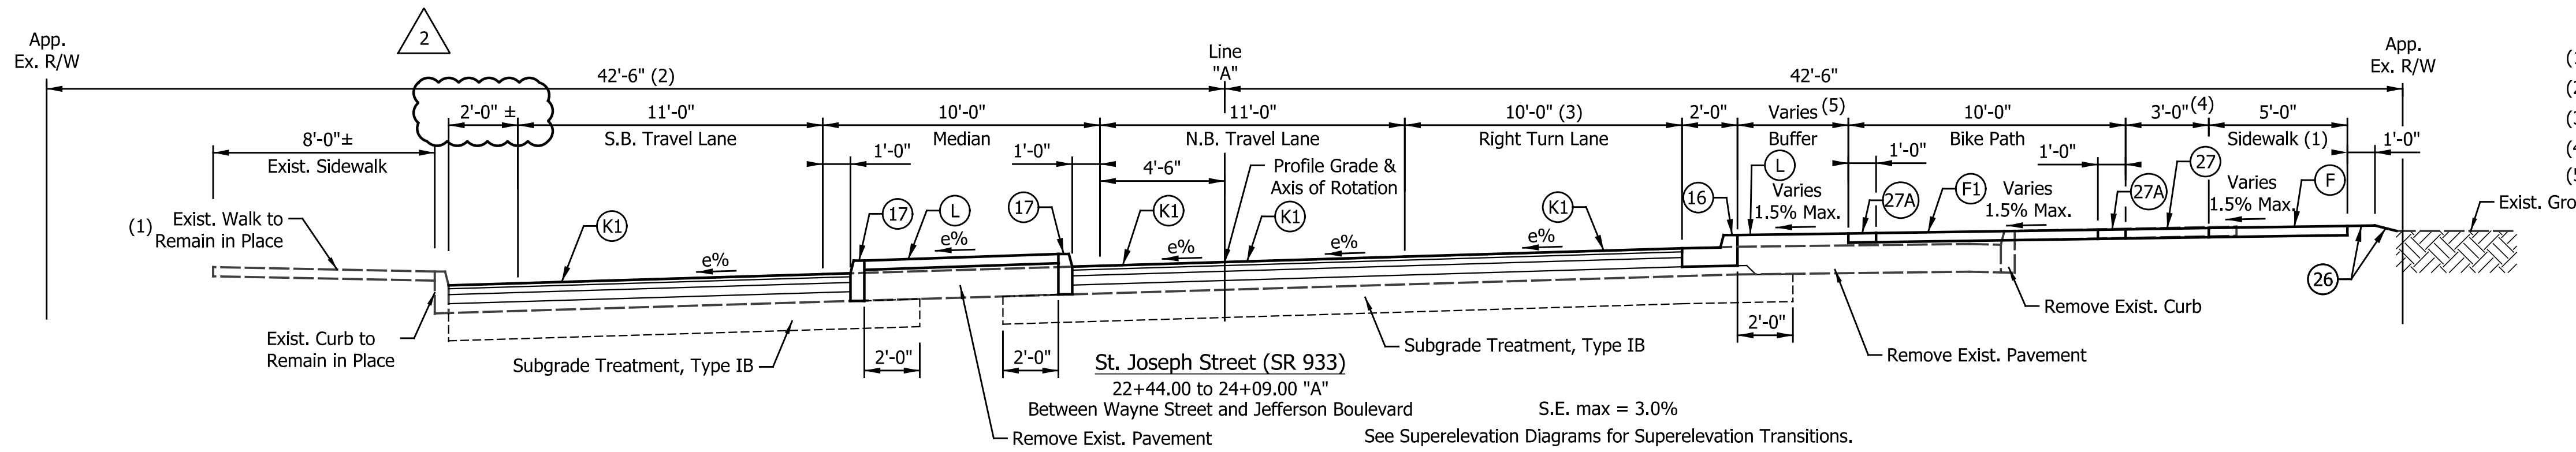 App.
Ex. R/W
2
42'-6" (2)
Line
"A"
42'-6"
App.
Ex. R/W
2'-0" ±
11'-0"
S.B. Travel Lane
10'-0"
Median
11'-0"
N.B. Travel Lane
10'-0" (3)
Right Turn Lane
2'-0"
Varies (5)
Buffer
10'-0"
Bike Path
3'-0" (4)
5'-0"
Sidewalk (1)
1'-0"
8'-0"±
Exist. Sidewalk
1'-0"
1'-0"
4'-6"
Profile Grade &
Axis of Rotation
L
Varies
1.5% Max.
1'-0"
27A
F1
Varies
1.5% Max.
1'-0"
27A
27
Varies
1.5% Max.
F
(1) Exist. Walk to
Remain in Place
K1
e%
17
L
e%
17
K1
e%
K1
e%
K1
e%
16
Exist. Gro
26
Exist. Curb to
Remain in Place
Subgrade Treatment, Type IB
2'-0"
2'-0"
Remove Exist. Pavement
Subgrade Treatment, Type IB
2'-0"
Remove Exist. Pavement
Remove Exist. Curb
St. Joseph Street (SR 933)
22+44.00 to 24+09.00 "A"
Between Wayne Street and Jefferson Boulevard
S.E. max = 3.0%
See Superelevation Diagrams for Superelevation Transitions.